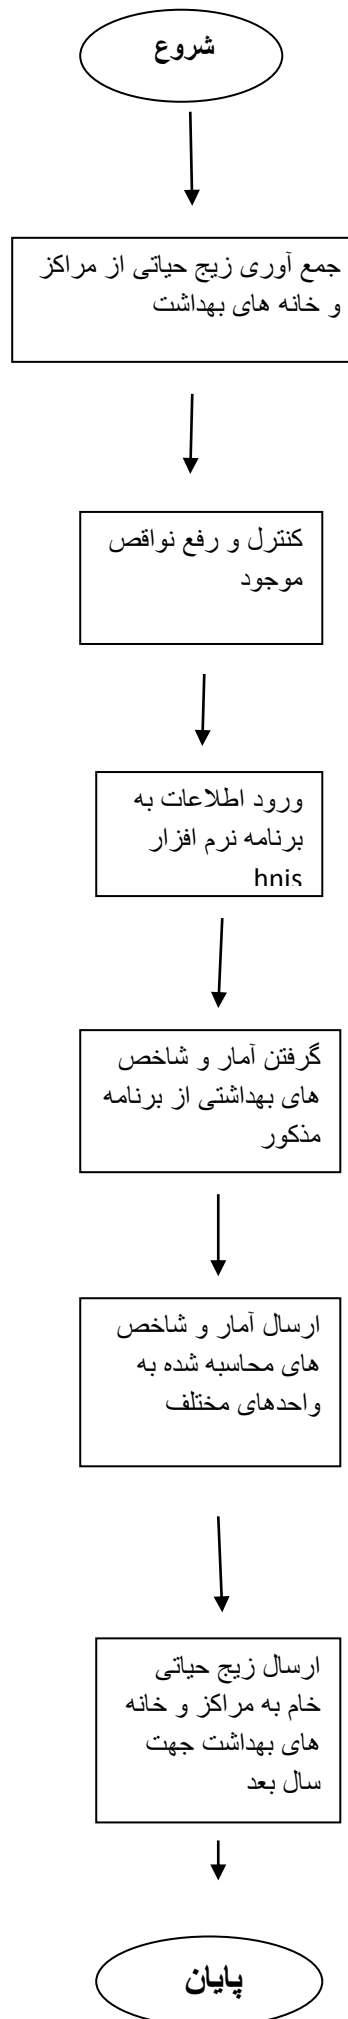 شروع
جمع آوری زیج حیاتی از مراکز
و خانه های بهداشت
کنترل و رفع نواقص
موجود
ورود اطلاعات به
برنامه نرم افزار
hnis
گرفتن آمار و شاخص
های بهداشتی از برنامه
مذکور
ارسال آمار و شاخص
های محاسبه شده به
واحدهای مختلف
ارسال زیج حیاتی
خام به مراکز و خانه
های بهداشت جهت
سال بعد
پایان